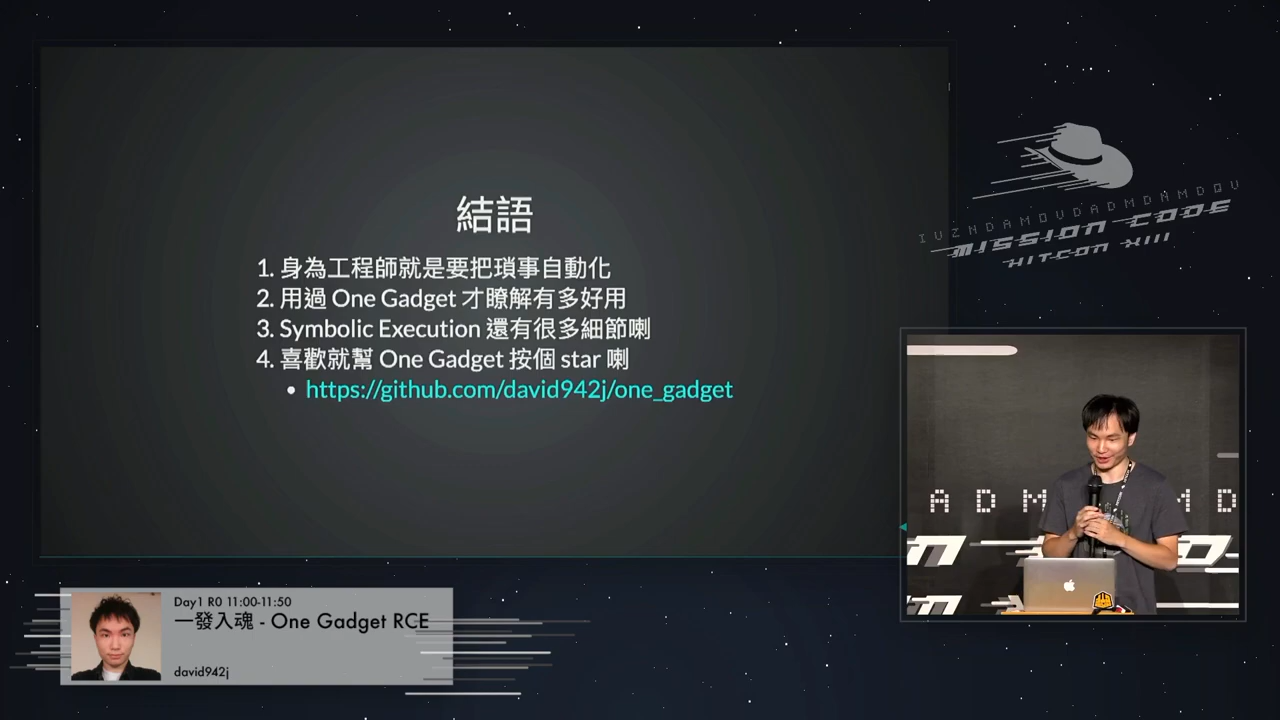 結語
1. 身為工程師就是要把瑣事自動化
2. 用過 One Gadget 才瞭解有多好用
3. Symbolic Execution 還有很多細節喇
4. 喜歡就幫 One Gadget 按個 star 喇
https://github.com/david942j/one_gadget
IVZNDAMOVDADMDNMDQV
MISSION CODE
HITCON XIII
ADM
MD
Day1 R0 11:00-11:50
一發入魂 - One Gadget RCE
david942j